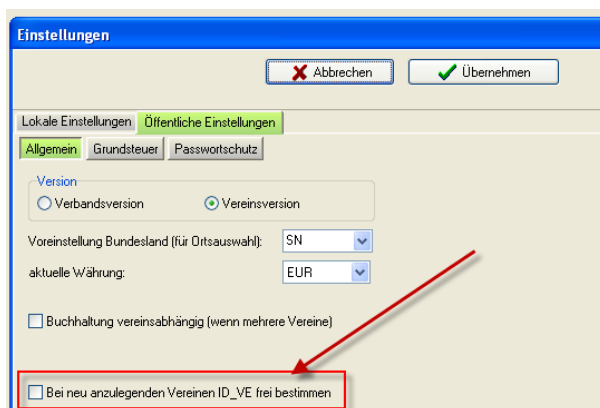 Einstellungen
Abbrechen Übernehmen
Lokale Einstellungen Öffentliche Einstellungen
Allgemein Grundsteuer Passwortschutz
Version
Verbandsversion Vereinsversion
Voreinstellung Bundesland (für Ortsauswahl): SN
aktuelle Währung: EUR
Buchhaltung vereinsabhängig (wenn mehrere Vereine)
Bei neu anzulegenden Vereinen ID_VE frei bestimmen